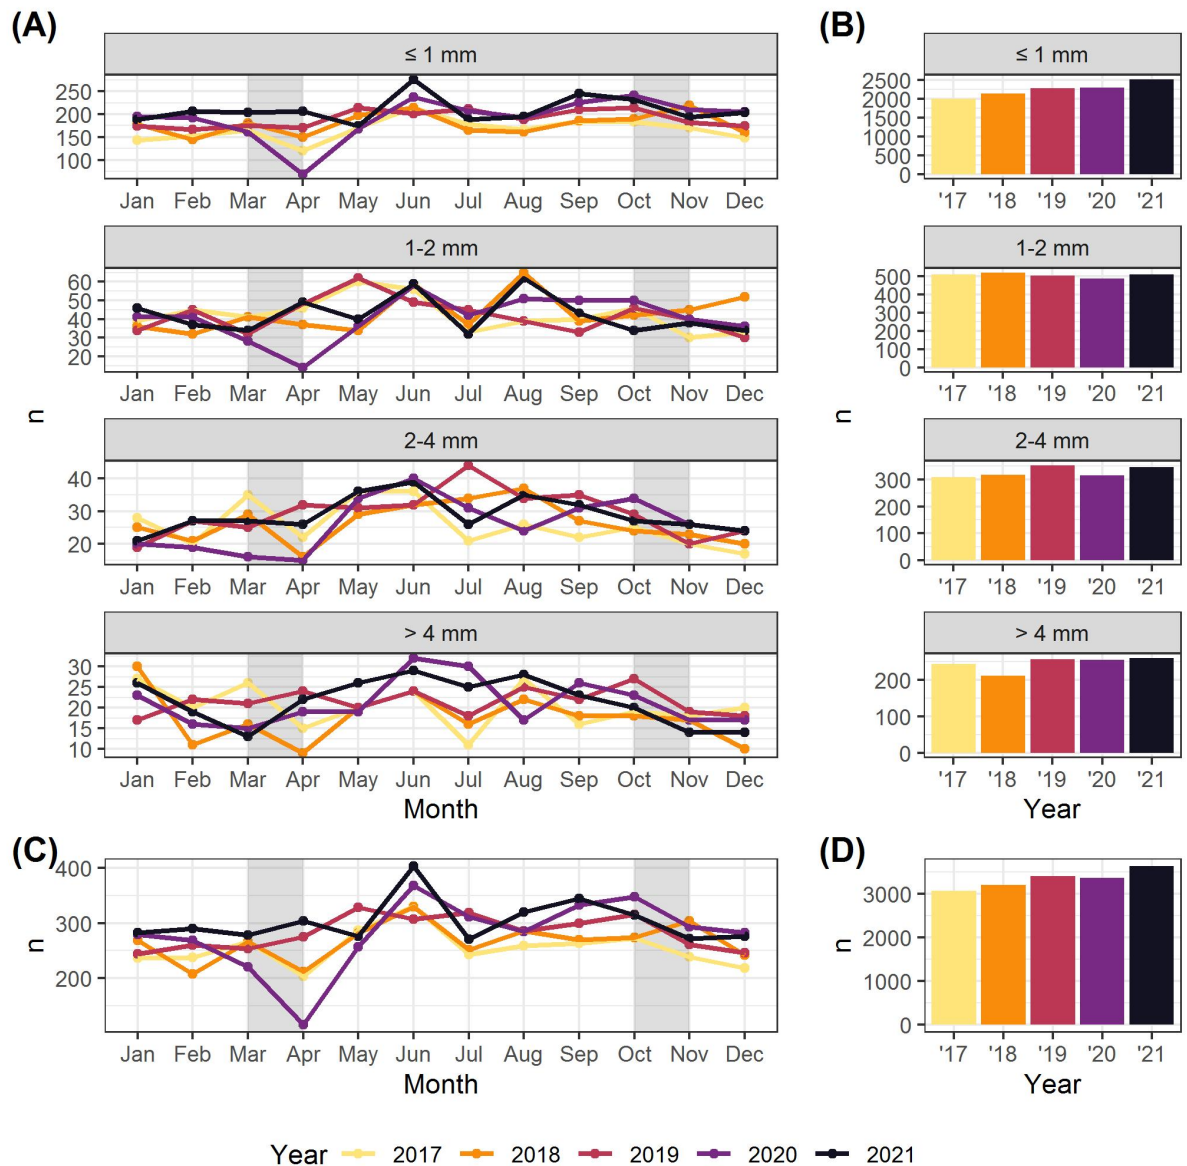 (A)
(B)
≤ 1 mm
≤ 1 mm
250
200
150
100
Jan Feb Mar Apr May Jun Jul Aug Sep Oct Nov Dec
2500
2000
1500
1000
500
0
'17 '18 '19 '20 '21
1-2 mm
1-2 mm
60
50
40
30
20
Jan Feb Mar Apr May Jun Jul Aug Sep Oct Nov Dec
500
400
300
200
100
0
'17 '18 '19 '20 '21
n
n
2-4 mm
2-4 mm
40
30
20
Jan Feb Mar Apr May Jun Jul Aug Sep Oct Nov Dec
300
200
100
0
'17 '18 '19 '20 '21
> 4 mm
> 4 mm
30
25
20
15
10
Jan Feb Mar Apr May Jun Jul Aug Sep Oct Nov Dec
Month
200
100
0
'17 '18 '19 '20 '21
Year
(C)
(D)
400
300
200
n
Jan Feb Mar Apr May Jun Jul Aug Sep Oct Nov Dec
Month
3000
2000
1000
0
n
'17 '18 '19 '20 '21
Year
Year 2017 2018 2019 2020 2021